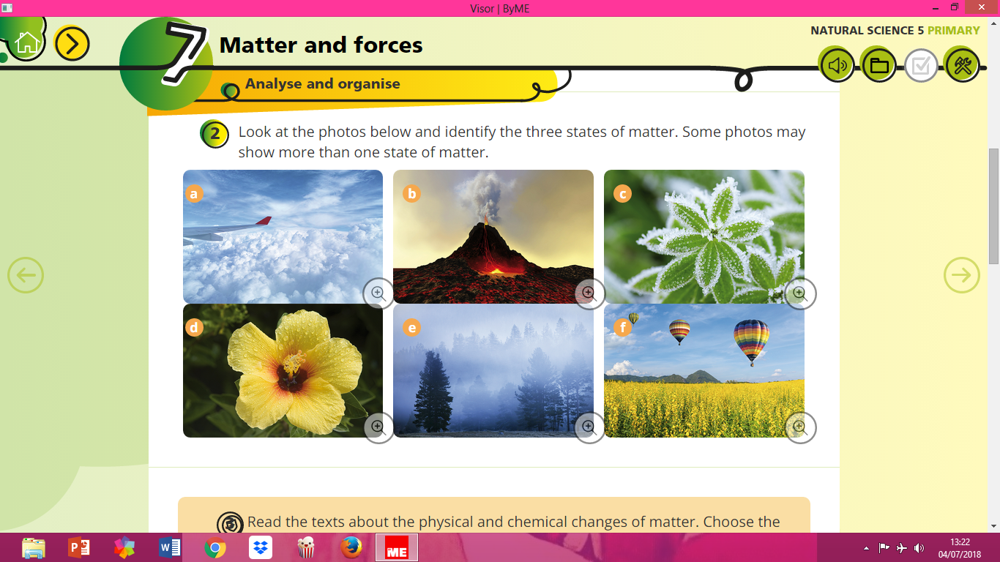 Visor | ByME
7
Matter and forces
NATURAL SCIENCE 5 PRIMARY
Analyse and organise
2
Look at the photos below and identify the three states of matter. Some photos may
show more than one state of matter.
a
b
c
d
e
f
3
Read the texts about the physical and chemical changes of matter. Choose the
ME
13:22
04/07/2018